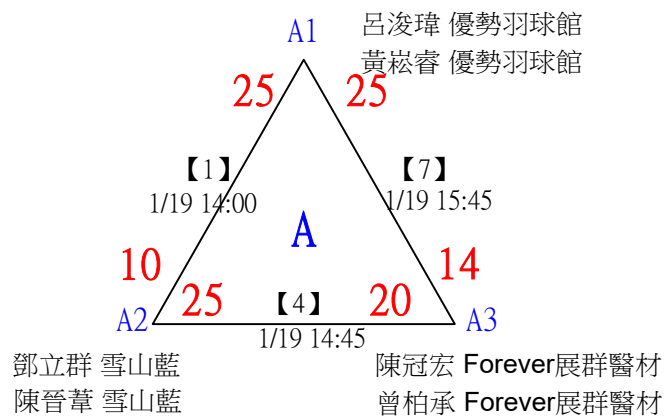 A1
呂浚瑋 優勢羽球館
黃崧睿 優勢羽球館
25
25
【1】
1/19 14:00
【7】
1/19 15:45
A
10
14
25
【4】
20
A2
1/19 14:45
A3
鄧立群 雪山藍
陳晉葦 雪山藍
陳冠宏 Forever展群醫材
曾柏承 Forever展群醫材